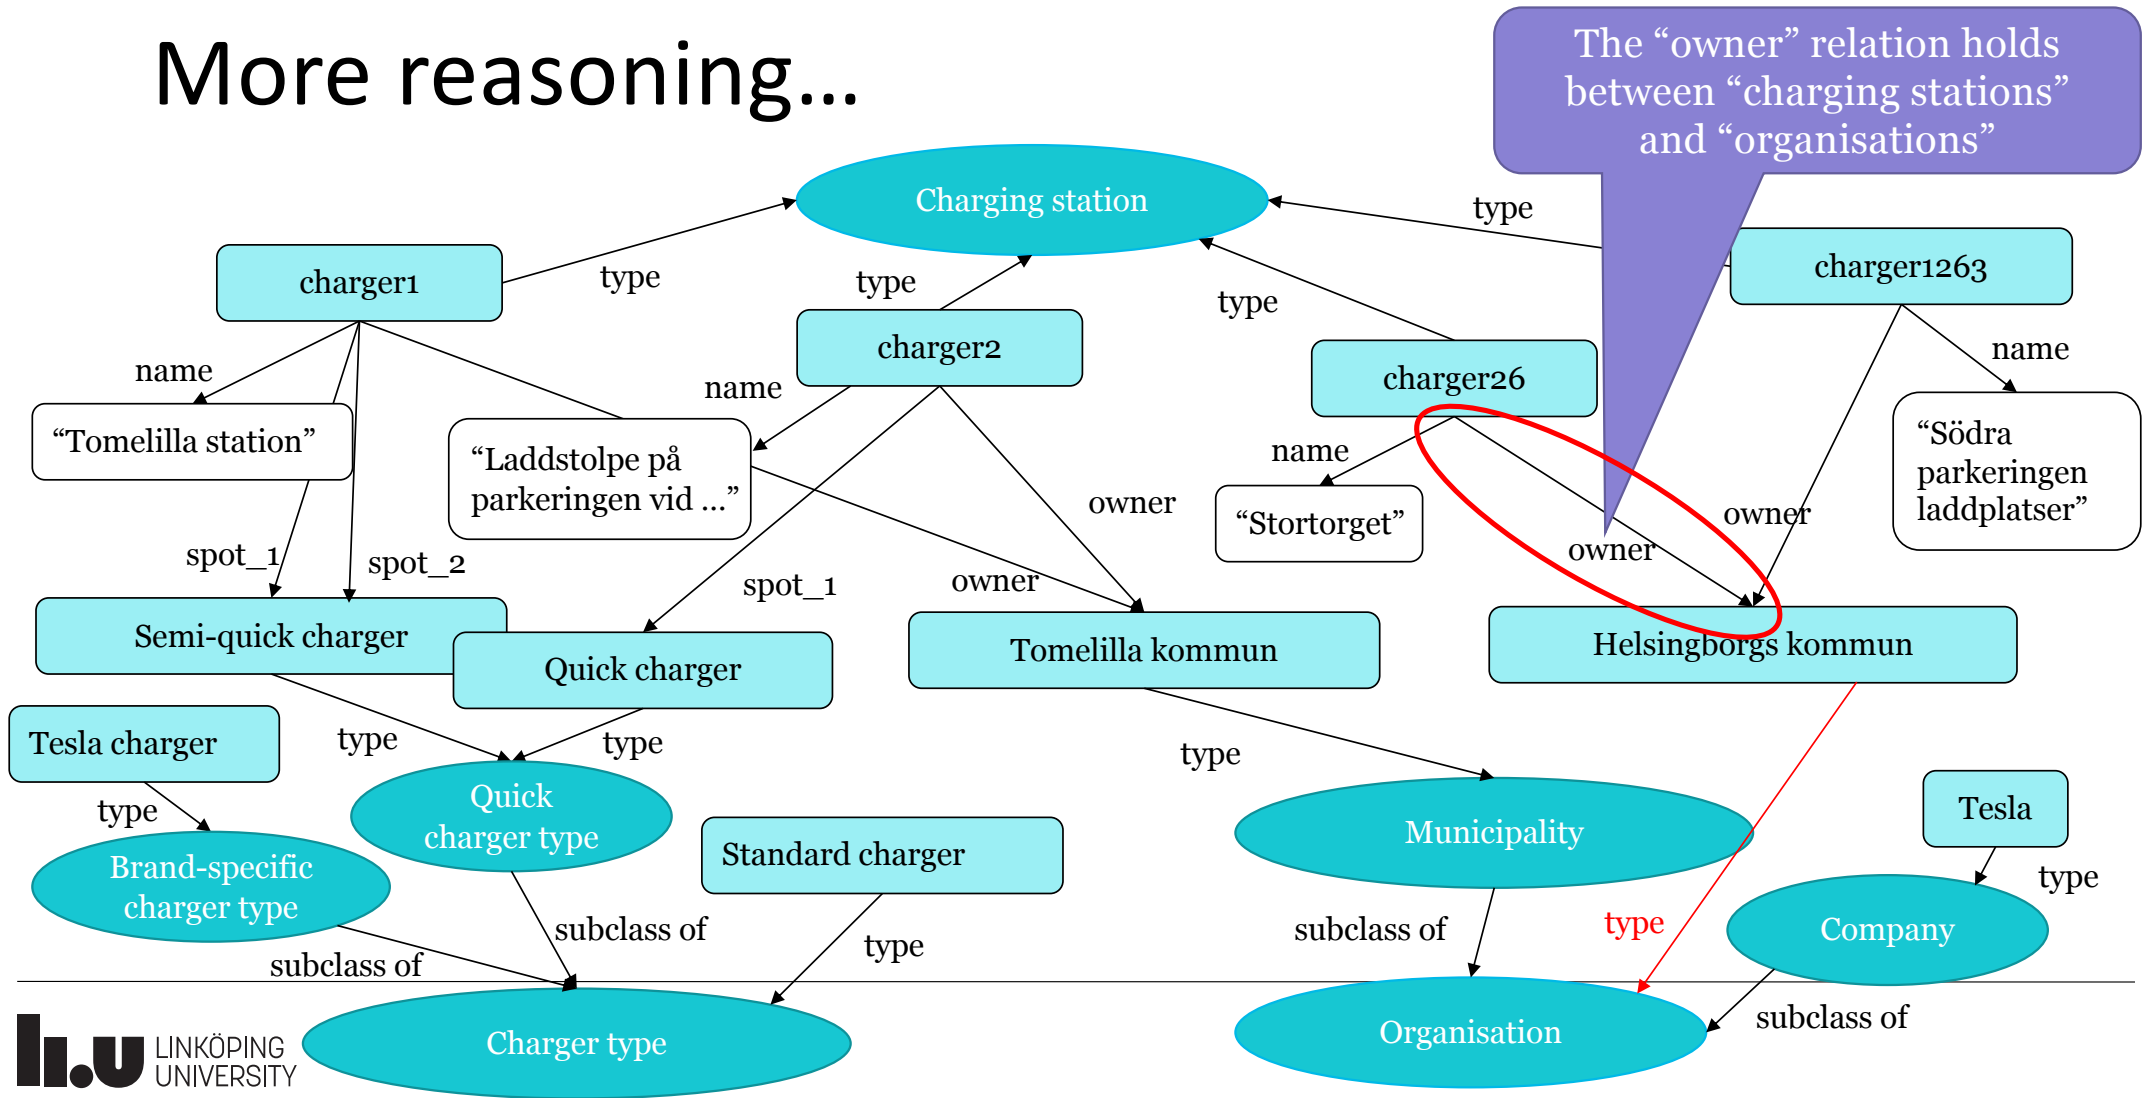 More reasoning…
The “owner” relation holds
between “charging stations”
and “organisations”
Charging station
type
charger1
type
type
type
charger1263
charger2
charger26
name
name
name
“Tomelilla station”
“Laddstolpe på
parkeringen vid …”
name
“Stortorget”
“Södra
parkeringen
laddplatser”
owner
owner
owner
spot_1
spot_2
spot_1
owner
Semi-quick charger
Quick charger
Tomelilla kommun
Helsingborgs kommun
Tesla charger
type
type
type
type
Quick
charger type
Standard charger
Municipality
Tesla
type
Brand-specific
charger type
subclass of
type
subclass of
type
Company
subclass of
Charger type
Organisation
subclass of
LINKÖPING
UNIVERSITY